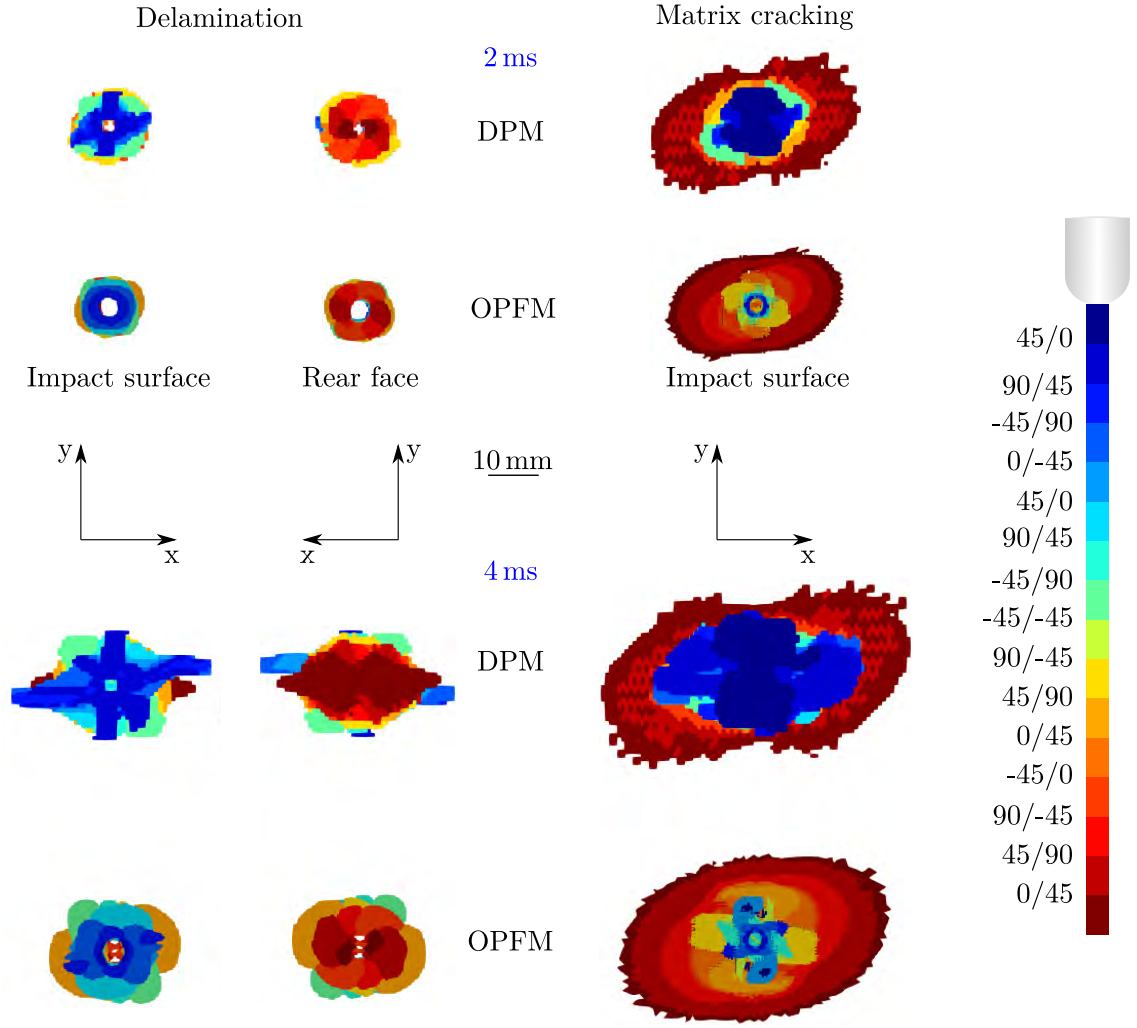 Delamination
Matrix cracking
2 ms
DPM
OPFM
Impact surface
Rear face
Impact surface
y
x
y
x
10 mm
y
x
4 ms
DPM
OPFM
45/0
90/45
-45/90
0/-45
45/0
90/45
-45/90
-45/-45
90/-45
45/90
0/45
-45/0
90/-45
45/90
0/45